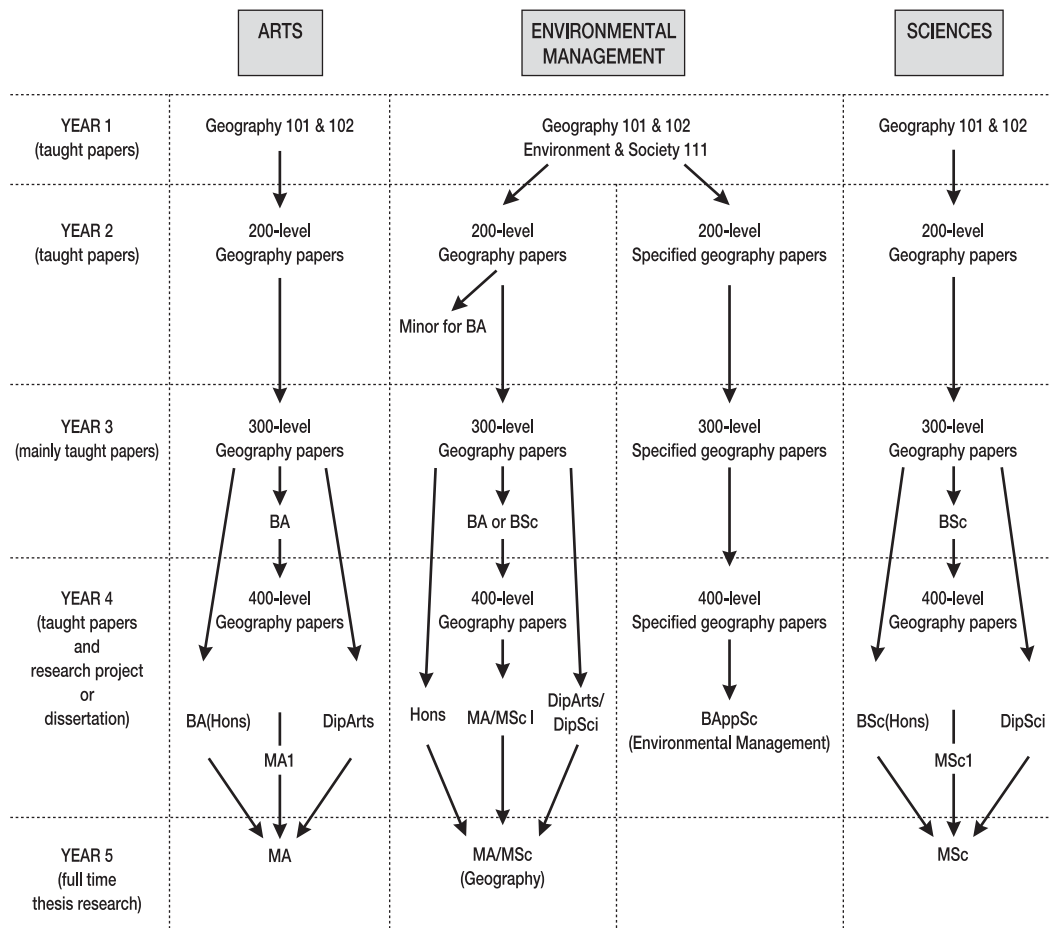 ARTS
ENVIRONMENTAL
MANAGEMENT
SCIENCES
YEAR 1
(taught papers)
Geography 101 & 102
Geography 101 & 102
Environment & Society 111
Geography 101 & 102
YEAR 2
(taught papers)
200-level
Geography papers
200-level
Geography papers
Minor for BA
200-level
Specified geography papers
200-level
Geography papers
YEAR 3
(mainly taught papers)
300-level
Geography papers
BA
300-level
Geography papers
BA or BSc
300-level
Specified geography papers
300-level
Geography papers
BSc
YEAR 4
(taught papers
and
research project
or
dissertation)
400-level
Geography papers
BA(Hons)
MA1
DipArts
400-level
Geography papers
Hons
MA/MSc I
DipArts/
DipSci
400-level
Specified geography papers
BAppSc
(Environmental Management)
400-level
Geography papers
BSc(Hons)
MSc1
DipSci
YEAR 5
(full time
thesis research)
MA
MA/MSc
(Geography)
MSc